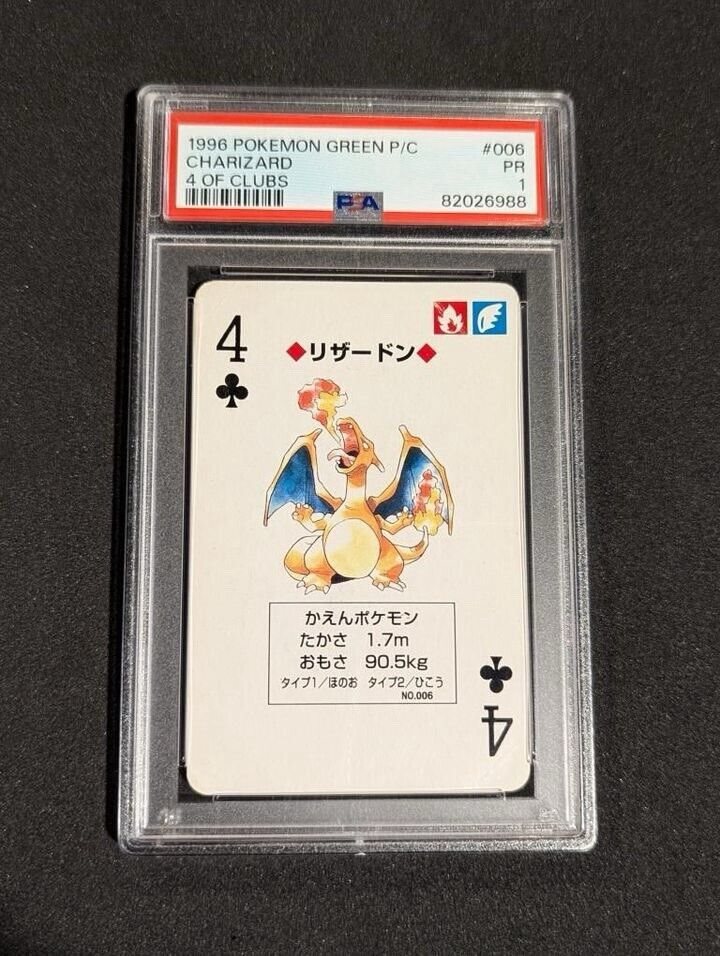 1996 POKEMON GREEN P/C #006
CHARIZARD PR
4 OF CLUBS 1
PSA 82026988
4
◆リザードン◆
かえんポケモン
たかさ 1.7m
おもさ 90.5kg
タイプ1/ほのお タイプ2/ひこう
NO.006
4